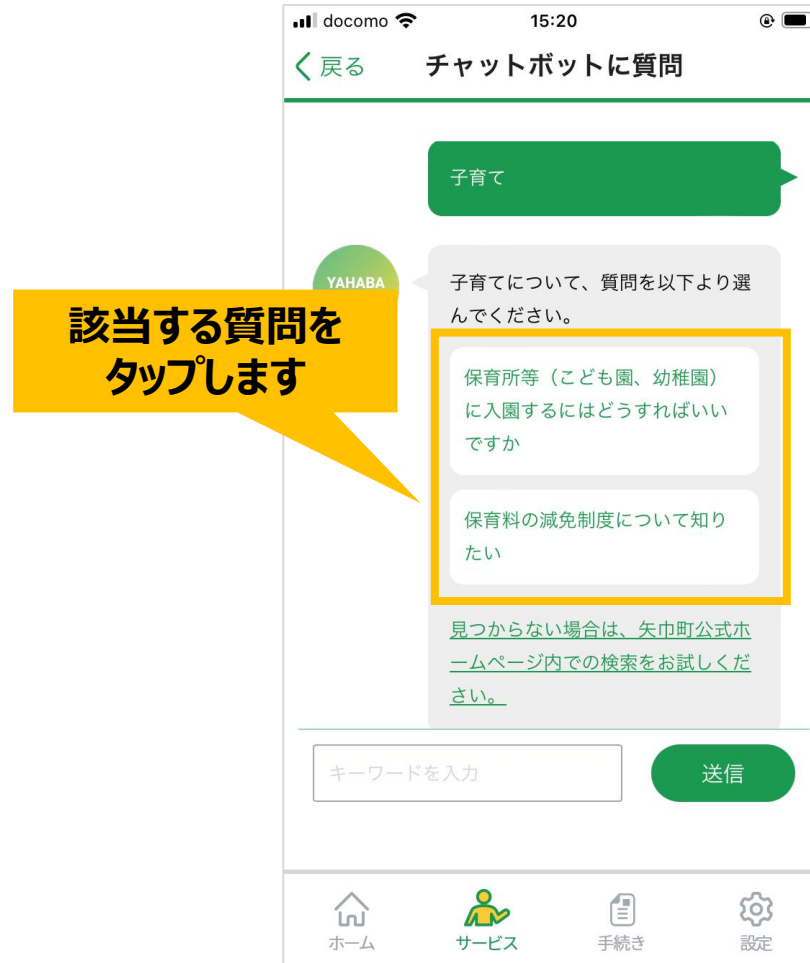 docomo 15:20
戻る チャットボットに質問
子育て
YAHABA
子育てについて、質問を以下より選
んでください。
該当する質問を
タップします
保育所等（こども園、幼稚園）
に入園するにはどうすればいい
ですか
保育料の減免制度について知り
たい
見つからない場合は、矢巾町公式ホ
ームページ内での検索をお試しくだ
さい。
キーワードを入力 送信
ホーム サービス 手続き 設定